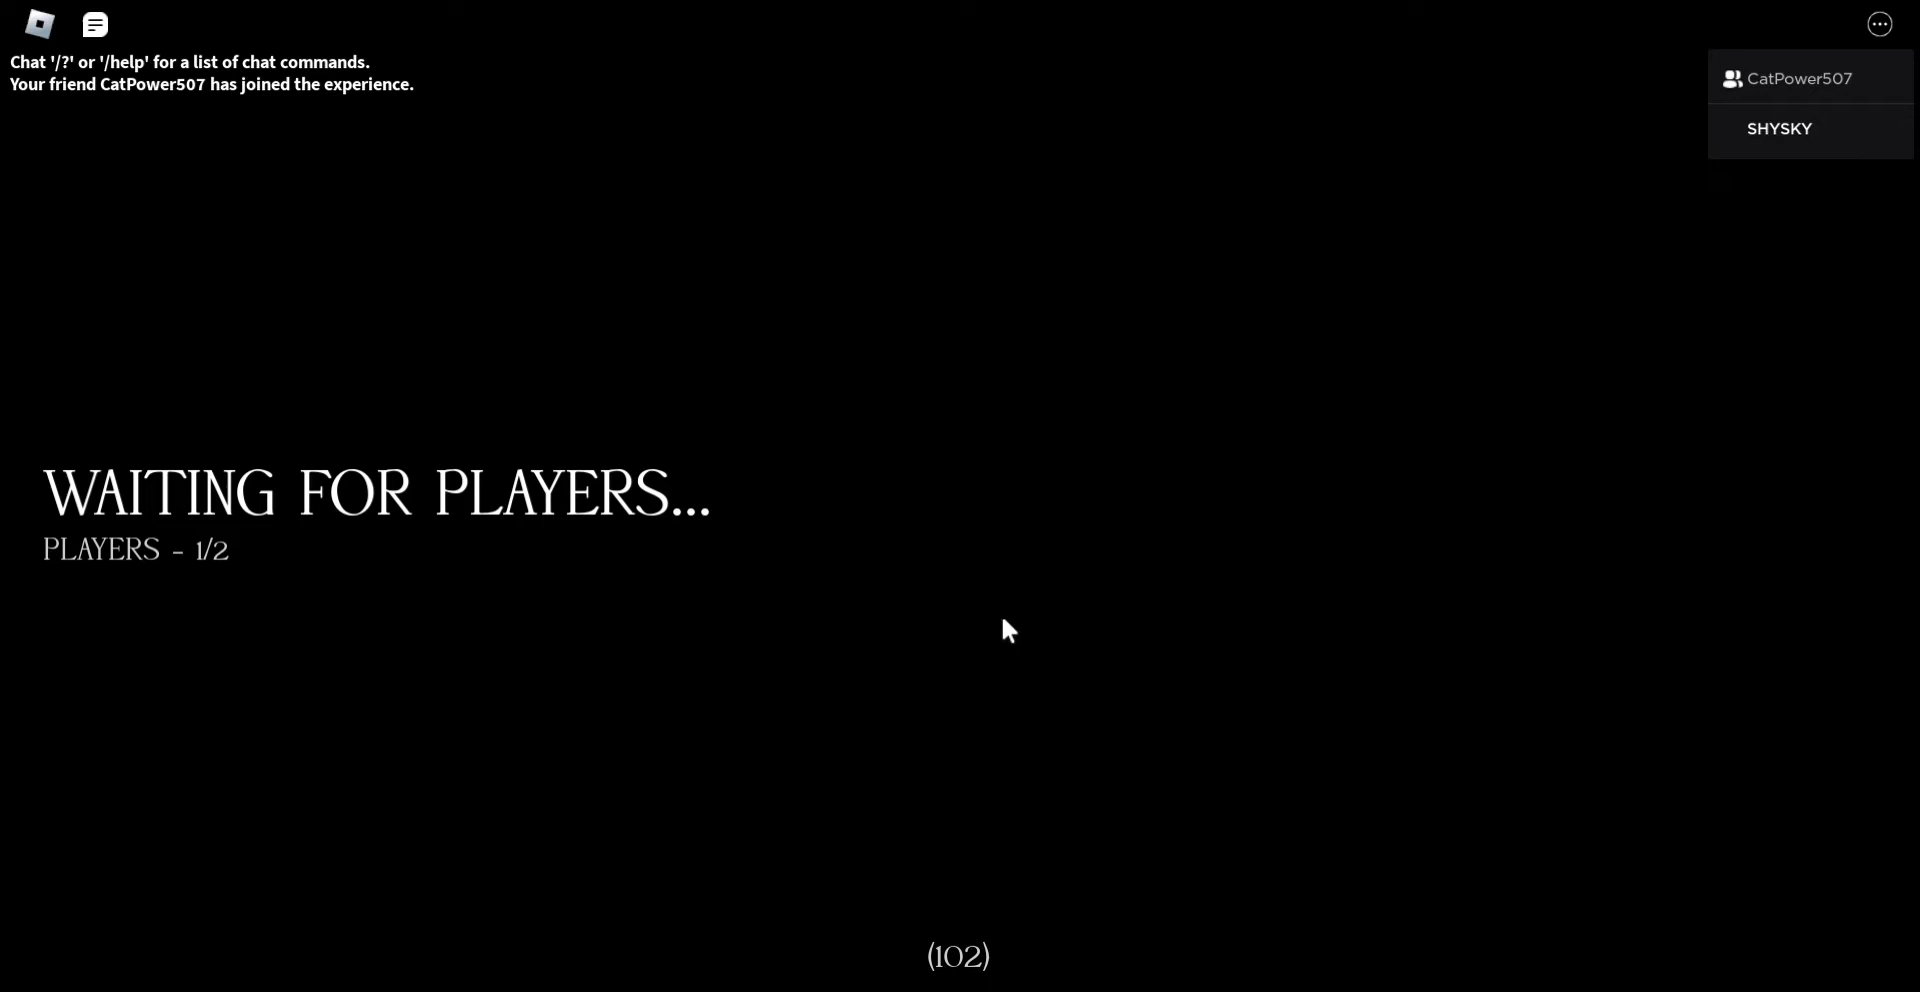 Chat '/?' or '/help' for a list of chat commands.
Your friend CatPower507 has joined the experience.
CatPower507
SHYSKY
WAITING FOR PLAYERS...
PLAYERS - 1/2
(102)